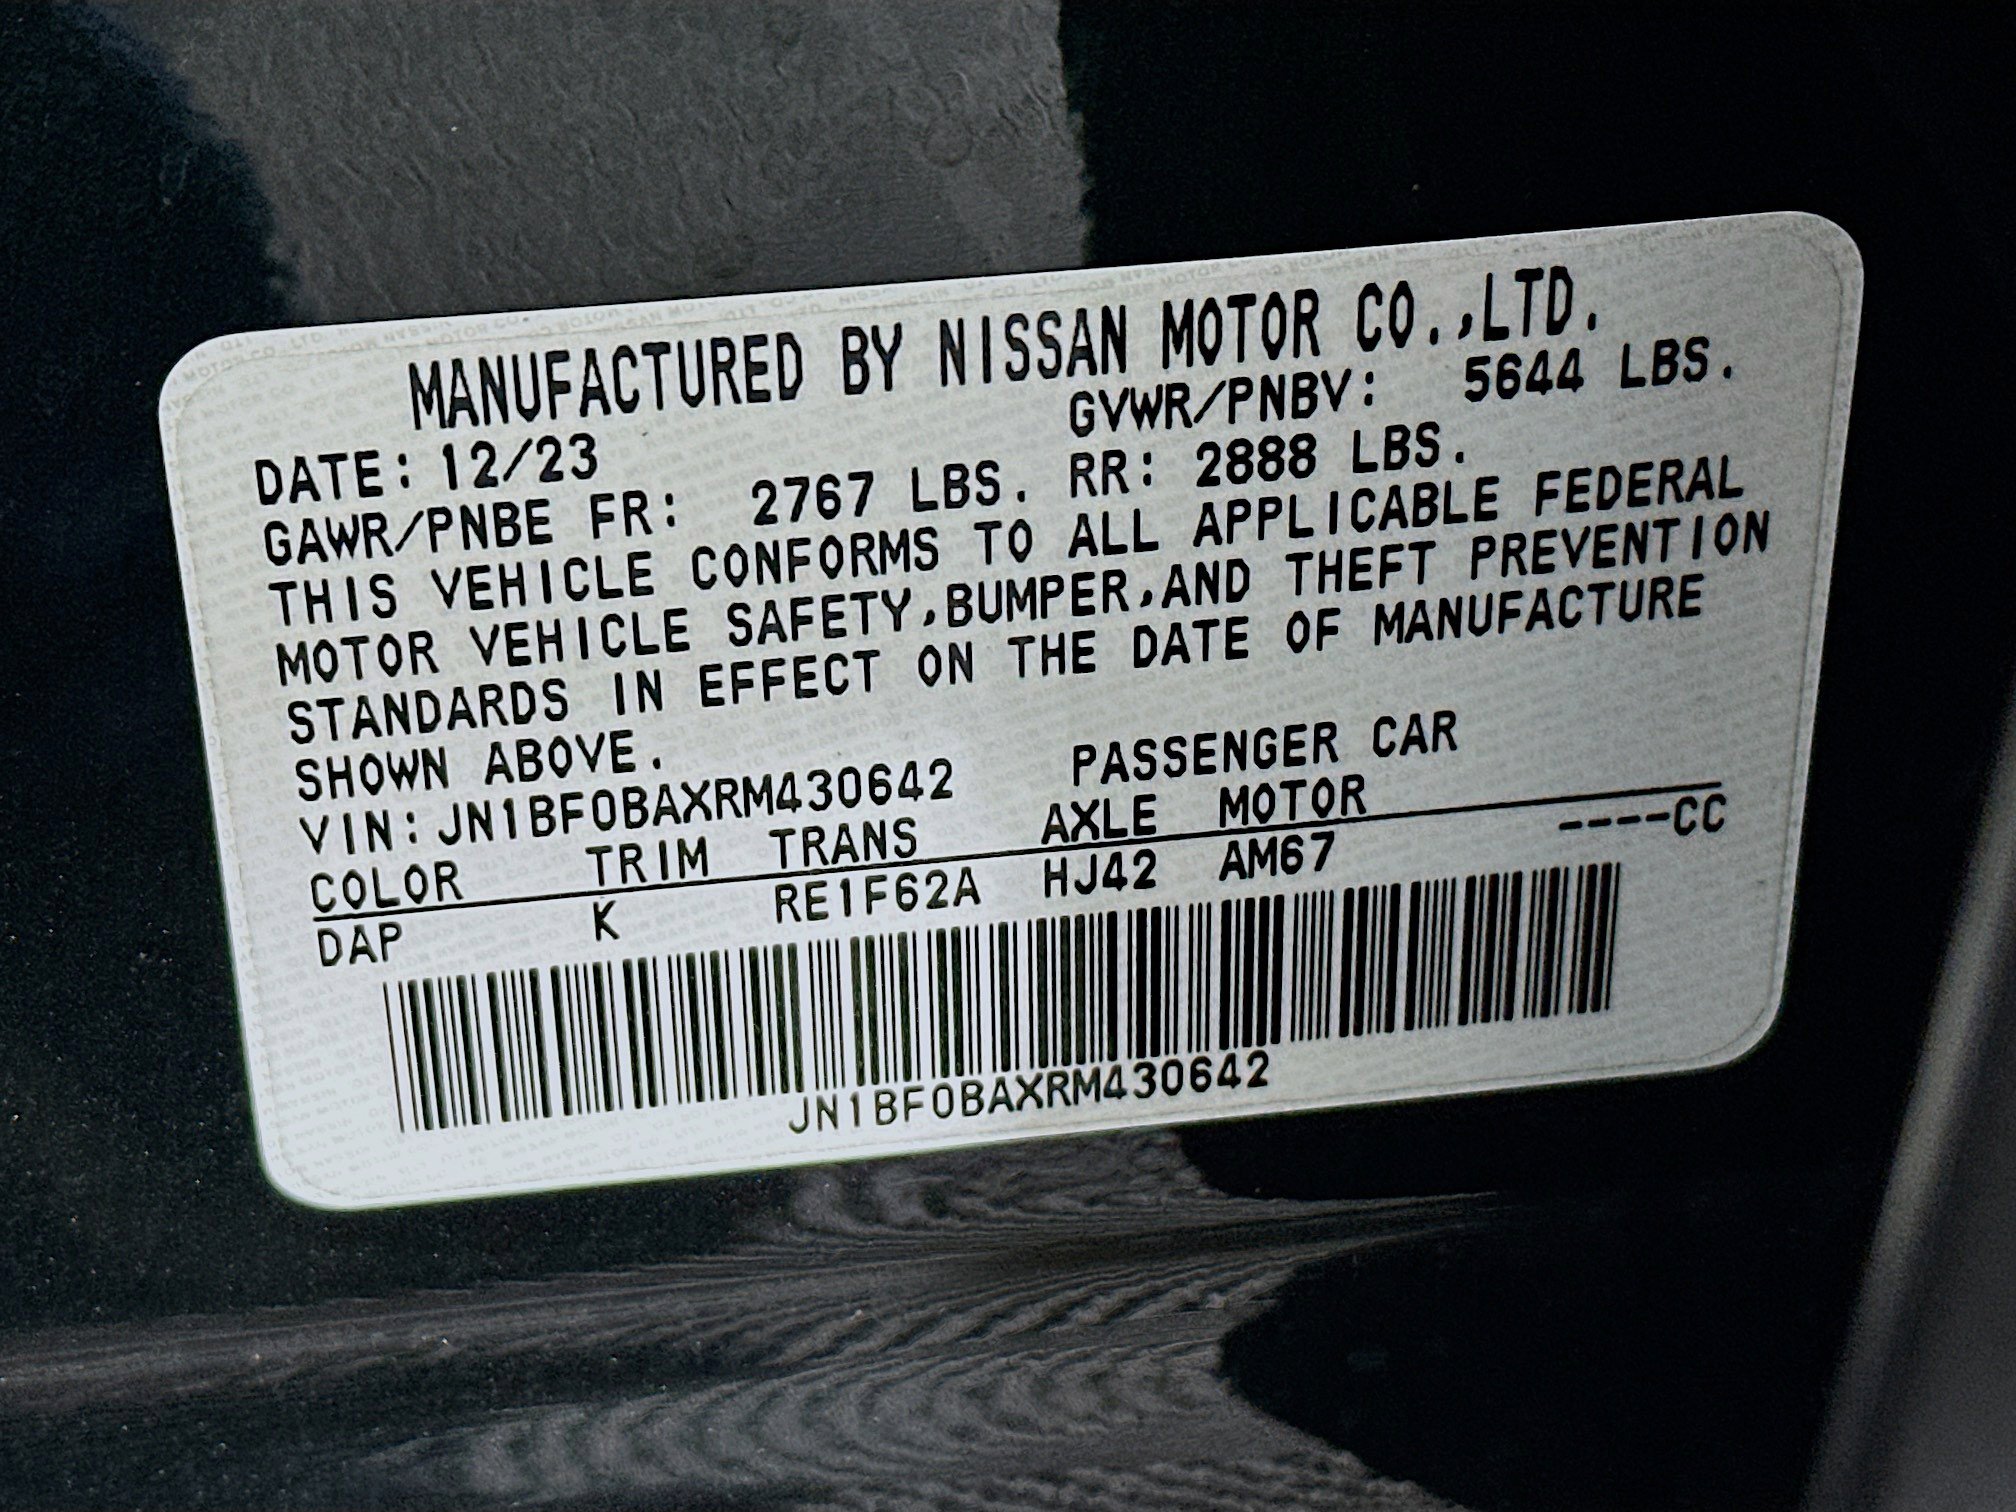 MANUFACTURED BY NISSAN MOTOR CO.,LTD.
DATE: 12/23 GVWR/PNBV: 5644 LBS.
GAWR/PNBE FR: 2767 LBS. RR: 2888 LBS.
THIS VEHICLE CONFORMS TO ALL APPLICABLE FEDERAL
MOTOR VEHICLE SAFETY,BUMPER,AND THEFT PREVENTION
STANDARDS IN EFFECT ON THE DATE OF MANUFACTURE
SHOWN ABOVE.
VIN: JN1BF0BAXRM430642 PASSENGER CAR
COLOR TRIM TRANS AXLE MOTOR
DAP K RE1F62A HJ42 AM67 ----CC
JN1BF0BAXRM430642